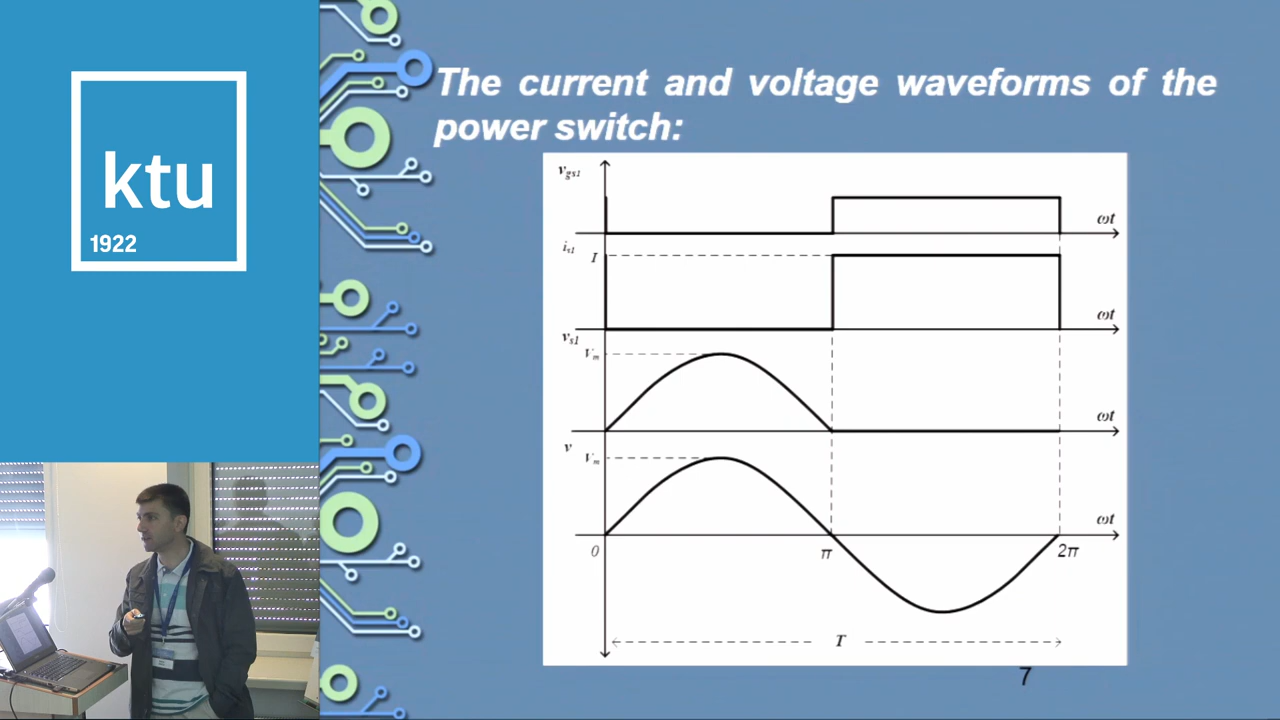 ktu
1922
The current and voltage waveforms of the
power switch:
v_gs1
ωt
i_s1
I
ωt
v_s1
V_m
ωt
v
V_m
ωt
0
π
2π
T
7